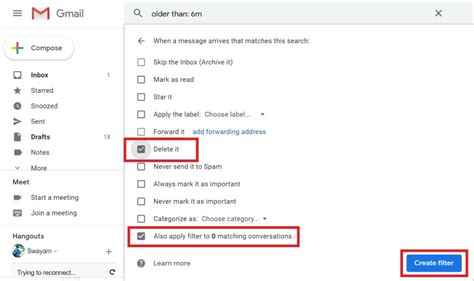 Gmail
older than: 6m
Compose
Inbox 1
Starred
Snoozed
Sent
Drafts 18
Notes
More
Meet
Start a meeting
Join a meeting
Hangouts
Swayam
Trying to reconnect...
When a message arrives that matches this search:
Skip the Inbox (Archive it)
Mark as read
Star it
Apply the label: Choose label...
Forward it add forwarding address
Delete it
Never send it to Spam
Always mark it as important
Never mark it as important
Categorize as: Choose category...
Also apply filter to 0 matching conversations.
Learn more
Create filter